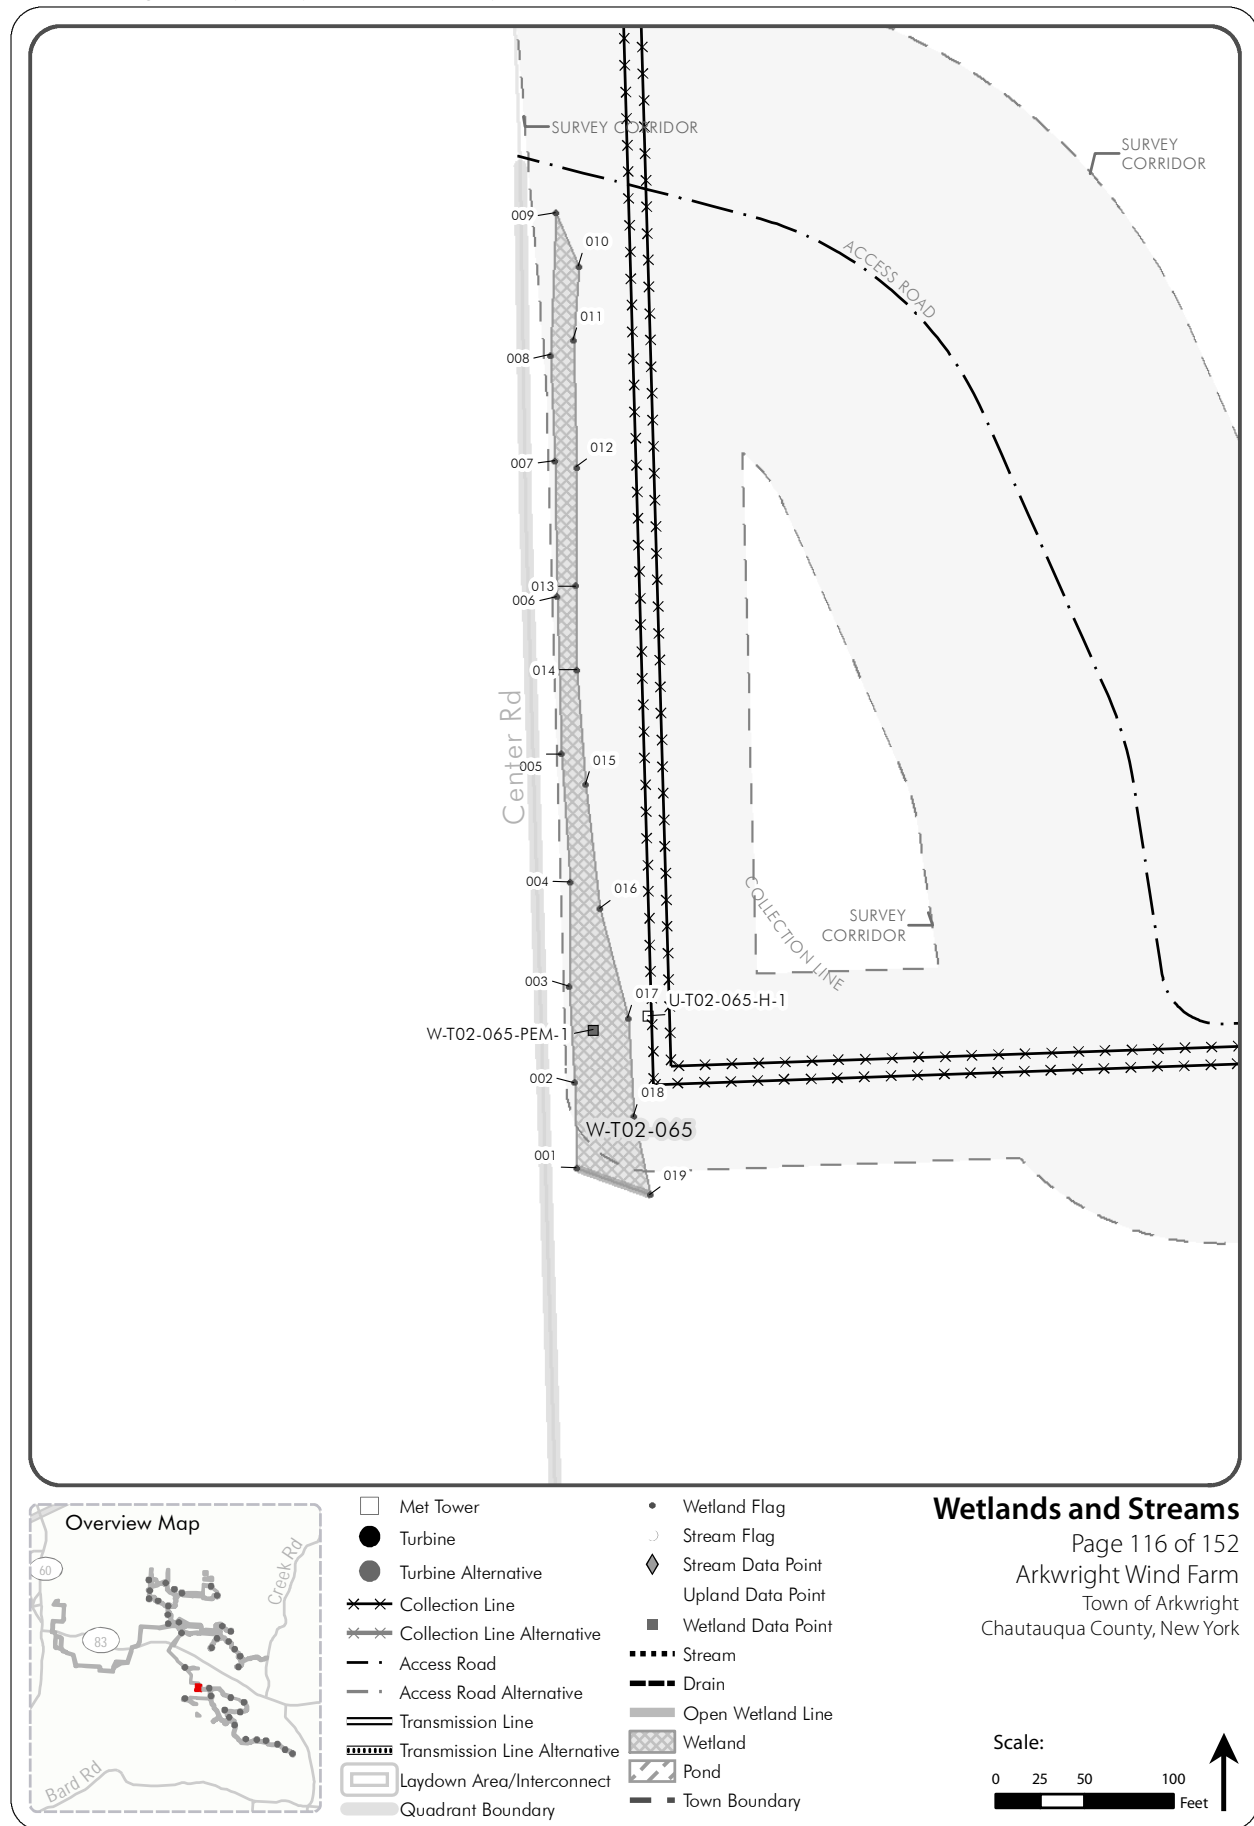 SURVEY CORRIDOR
SURVEY
CORRIDOR
009
010
ACCESS ROAD
011
008
012
007
013
006
014
Center Rd
005
015
004
016
COLLECTION LINE
SURVEY
CORRIDOR
003
017
U-T02-065-H-1
W-T02-065-PEM-1
002
018
W-T02-065
001
019
Overview Map
60
83
Creek Rd
Bard Rd
Met Tower
Turbine
Turbine Alternative
Collection Line
Collection Line Alternative
Access Road
Access Road Alternative
Transmission Line
Transmission Line Alternative
Laydown Area/Interconnect
Quadrant Boundary
Wetland Flag
Stream Flag
Stream Data Point
Upland Data Point
Wetland Data Point
Stream
Drain
Open Wetland Line
Wetland
Pond
Town Boundary
Wetlands and Streams
Page 116 of 152
Arkwright Wind Farm
Town of Arkwright
Chautauqua County, New York
Scale:
0 25 50 100
Feet